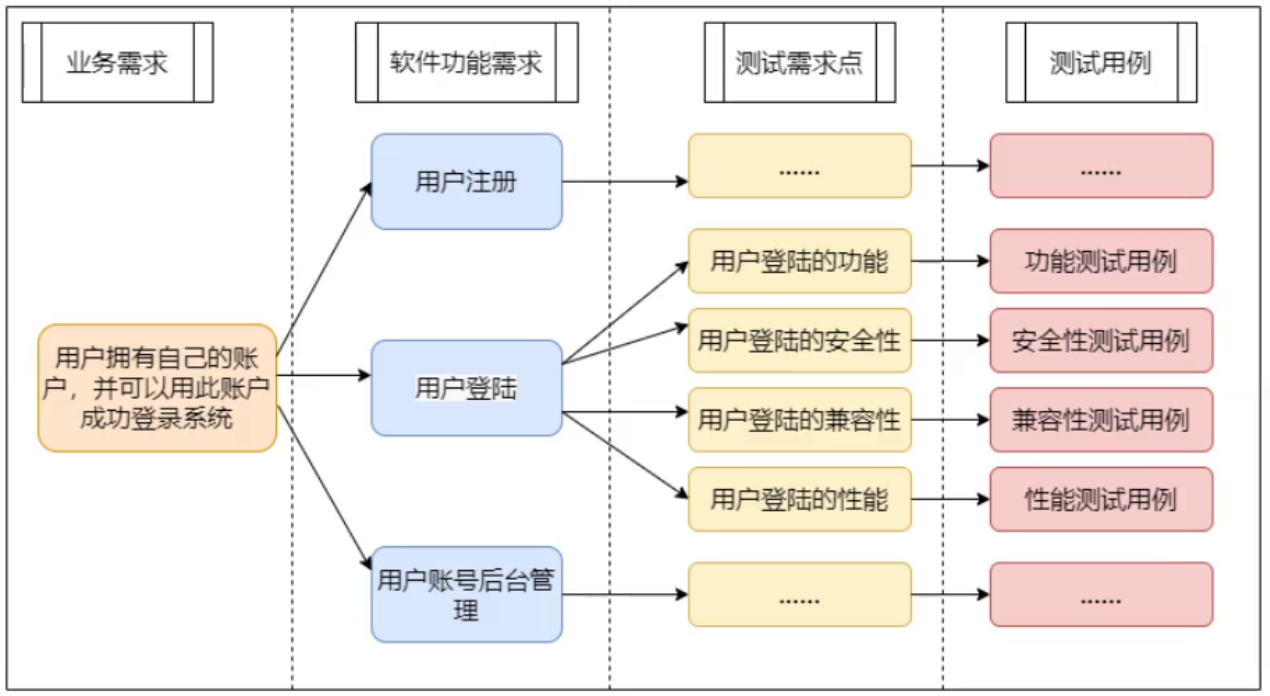 业务需求
软件功能需求
测试需求点
测试用例
用户注册
......
......
用户登陆的功能
功能测试用例
用户登陆的安全性
安全性测试用例
用户拥有自己的账
户，并可以用此账户
成功登录系统
用户登陆
用户登陆的兼容性
兼容性测试用例
用户登陆的性能
性能测试用例
用户账号后台管
理
......
......